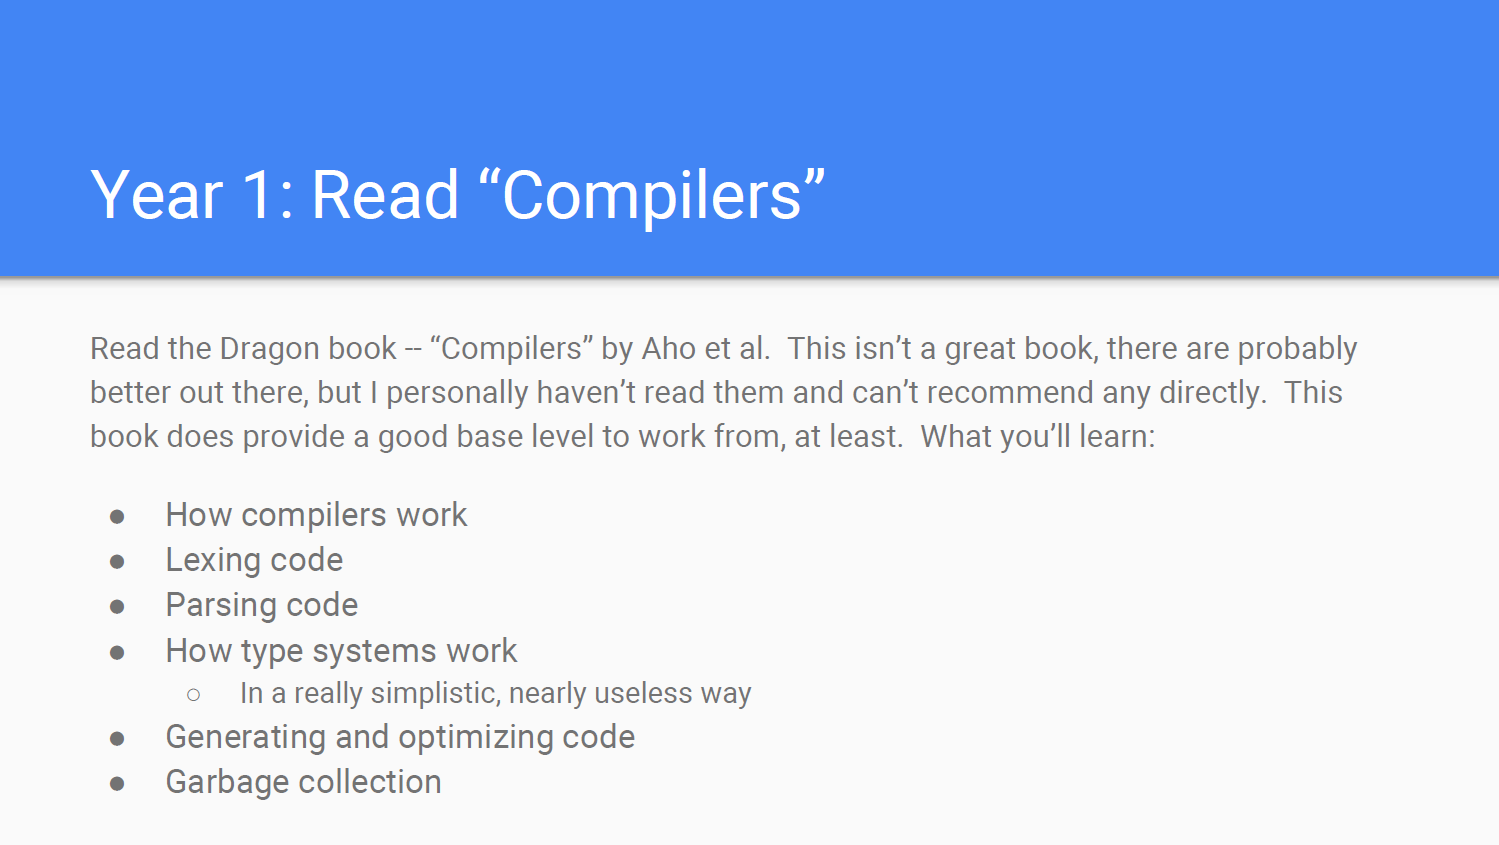 Year 1: Read “Compilers”
Read the Dragon book -- “Compilers” by Aho et al.  This isn’t a great book, there are probably
better out there, but I personally haven’t read them and can’t recommend any directly.  This
book does provide a good base level to work from, at least.  What you’ll learn:
● How compilers work
● Lexing code
● Parsing code
● How type systems work
○ In a really simplistic, nearly useless way
● Generating and optimizing code
● Garbage collection